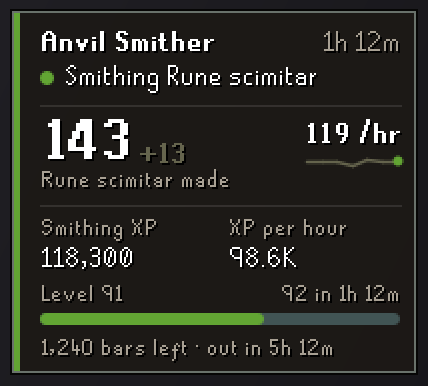 Anvil Smither 1h 12m
Smithing Rune scimitar
143 +13 119 /hr
Rune scimitar made
Smithing XP XP per hour
118,300 98.6K
Level 91 92 in 1h 12m
1,240 bars left · out in 5h 12m